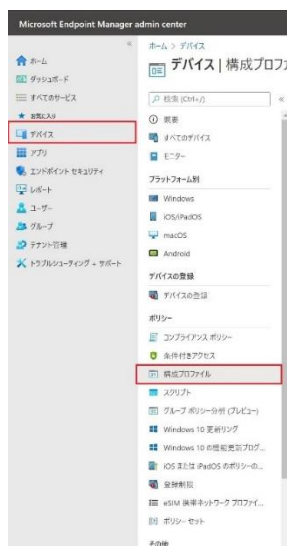 Microsoft Endpoint Manager admin center
«
ホーム
ダッシュボード
すべてのサービス
お気に入り
デバイス
アプリ
エンドポイント セキュリティ
レポート
ユーザー
グループ
テナント管理
トラブルシューティング + サポート
ホーム > デバイス
デバイス | 構成プロフ
検索 (Ctrl+/)
«
概要
すべてのデバイス
モニター
プラットフォーム別
Windows
iOS/iPadOS
macOS
Android
デバイスの登録
デバイスの登録
ポリシー
コンプライアンス ポリシー
条件付きアクセス
構成プロファイル
スクリプト
グループ ポリシー分析 (プレビュー)
Windows 10 更新リング
Windows 10 の機能更新プログ...
iOS または iPadOS のポリシーの...
登録制限
eSIM 携帯ネットワーク プロファイ...
ポリシー セット
その他